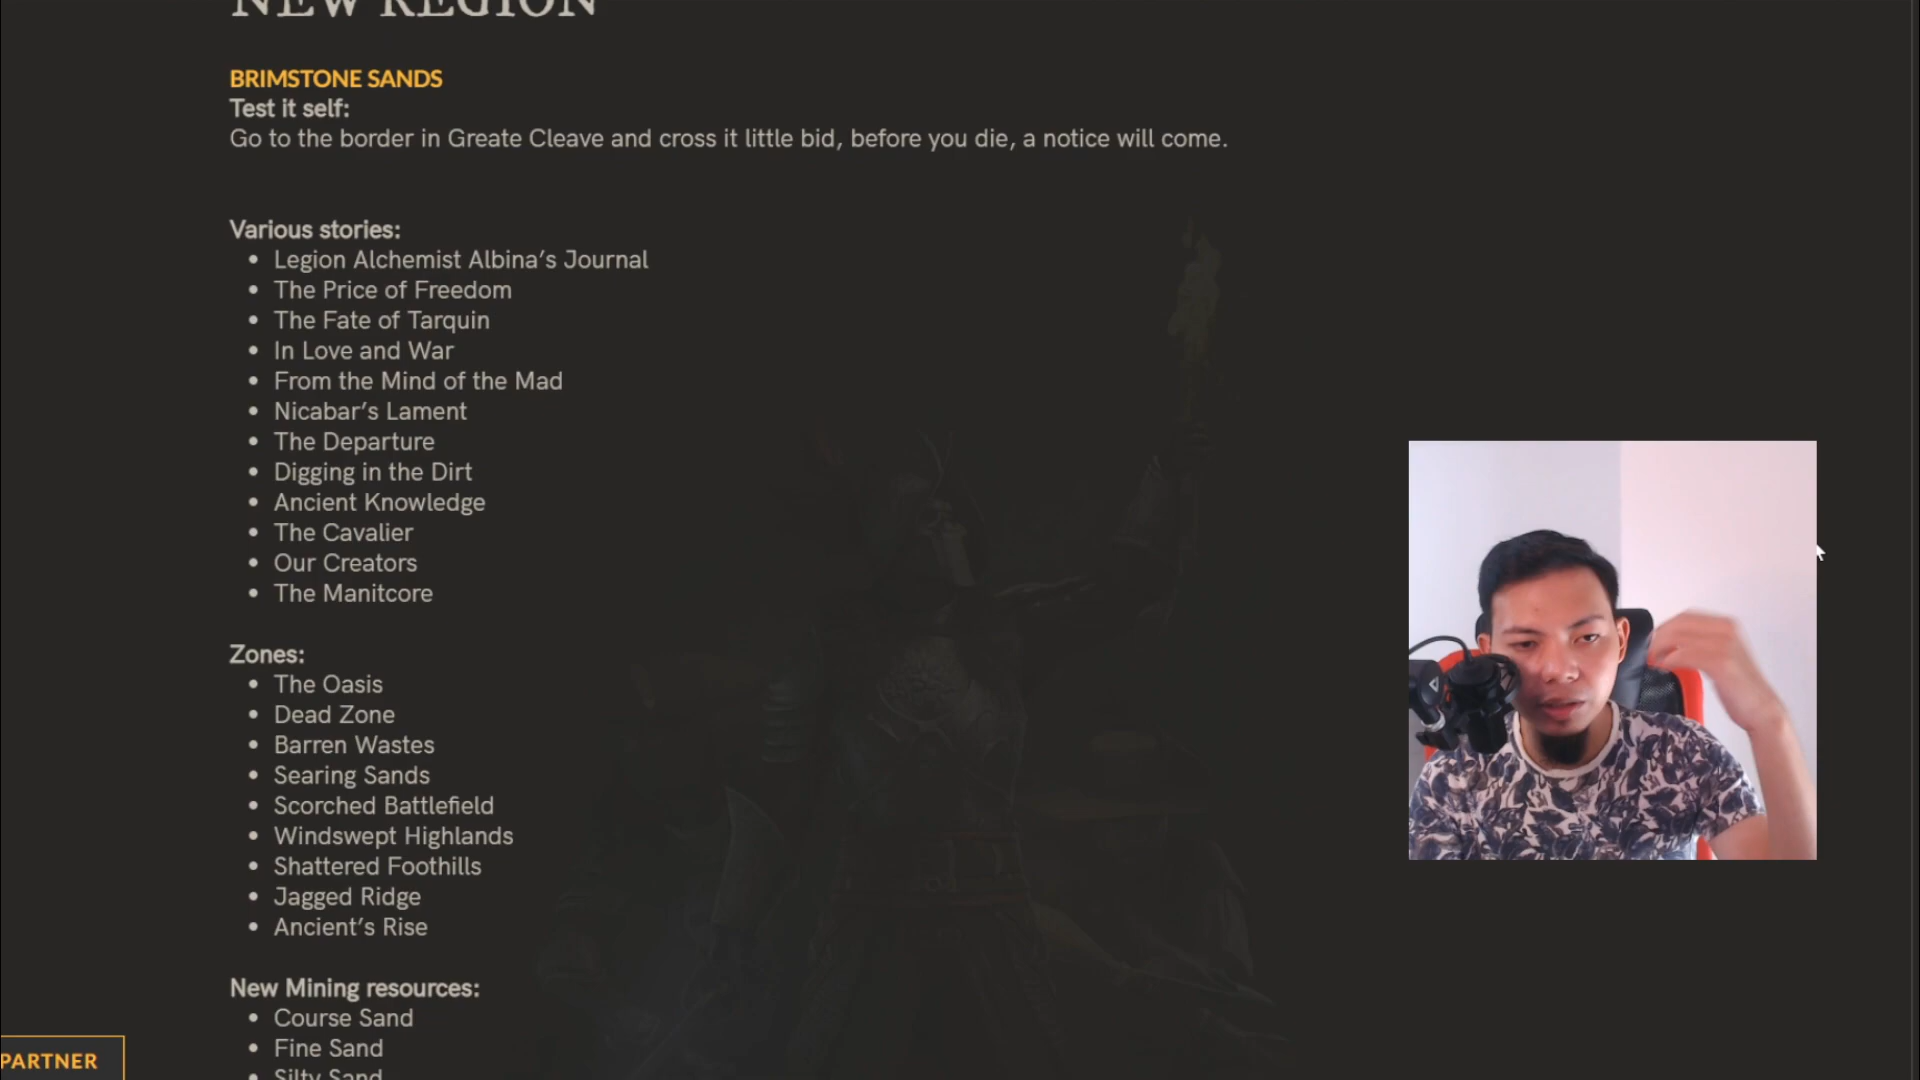 NEW REGION
BRIMSTONE SANDS
Test it self:
Go to the border in Greate Cleave and cross it little bid, before you die, a notice will come.
Various stories:
• Legion Alchemist Albina’s Journal
• The Price of Freedom
• The Fate of Tarquin
• In Love and War
• From the Mind of the Mad
• Nicabar’s Lament
• The Departure
• Digging in the Dirt
• Ancient Knowledge
• The Cavalier
• Our Creators
• The Manitcore
Zones:
• The Oasis
• Dead Zone
• Barren Wastes
• Searing Sands
• Scorched Battlefield
• Windswept Highlands
• Shattered Foothills
• Jagged Ridge
• Ancient’s Rise
New Mining resources:
• Course Sand
• Fine Sand
• Silty Sand
PARTNER